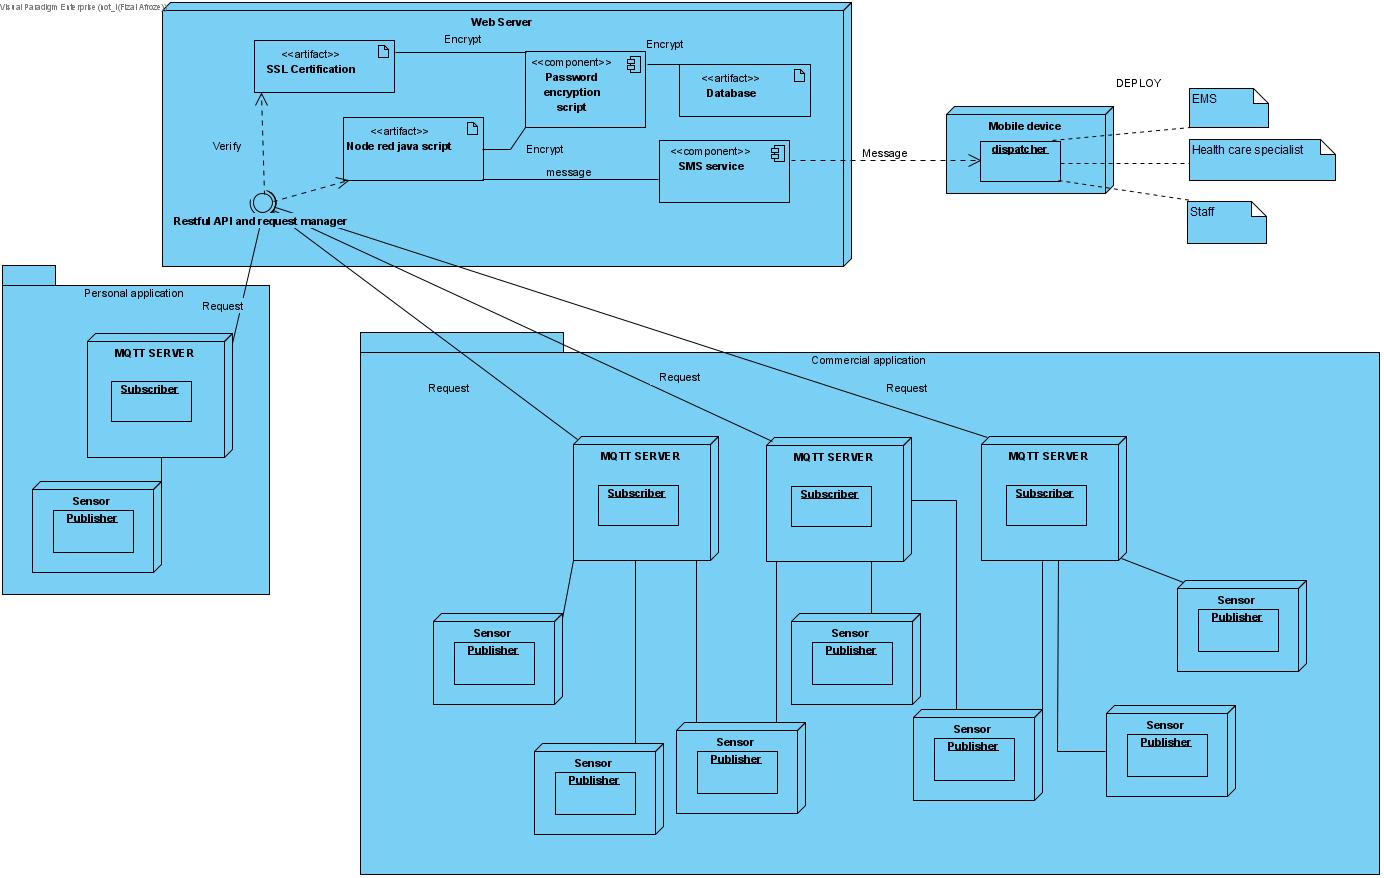 Visual Paradigm Enterprise (not_i(Fizal Afroze))
Web Server
<<artifact>>
SSL Certification
Encrypt
<<component>>
Password
encryption
script
Encrypt
<<artifact>>
Database
Verify
<<artifact>>
Node red java script
Encrypt
message
<<component>>
SMS service
Restful API and request manager
Message
DEPLOY
Mobile device
dispatcher
EMS
Health care specialist
Staff
Personal application
Request
MQTT SERVER
Subscriber
Sensor
Publisher
Commercial application
Request
Request
Request
MQTT SERVER
Subscriber
MQTT SERVER
Subscriber
MQTT SERVER
Subscriber
Sensor
Publisher
Sensor
Publisher
Sensor
Publisher
Sensor
Publisher
Sensor
Publisher
Sensor
Publisher
Sensor
Publisher